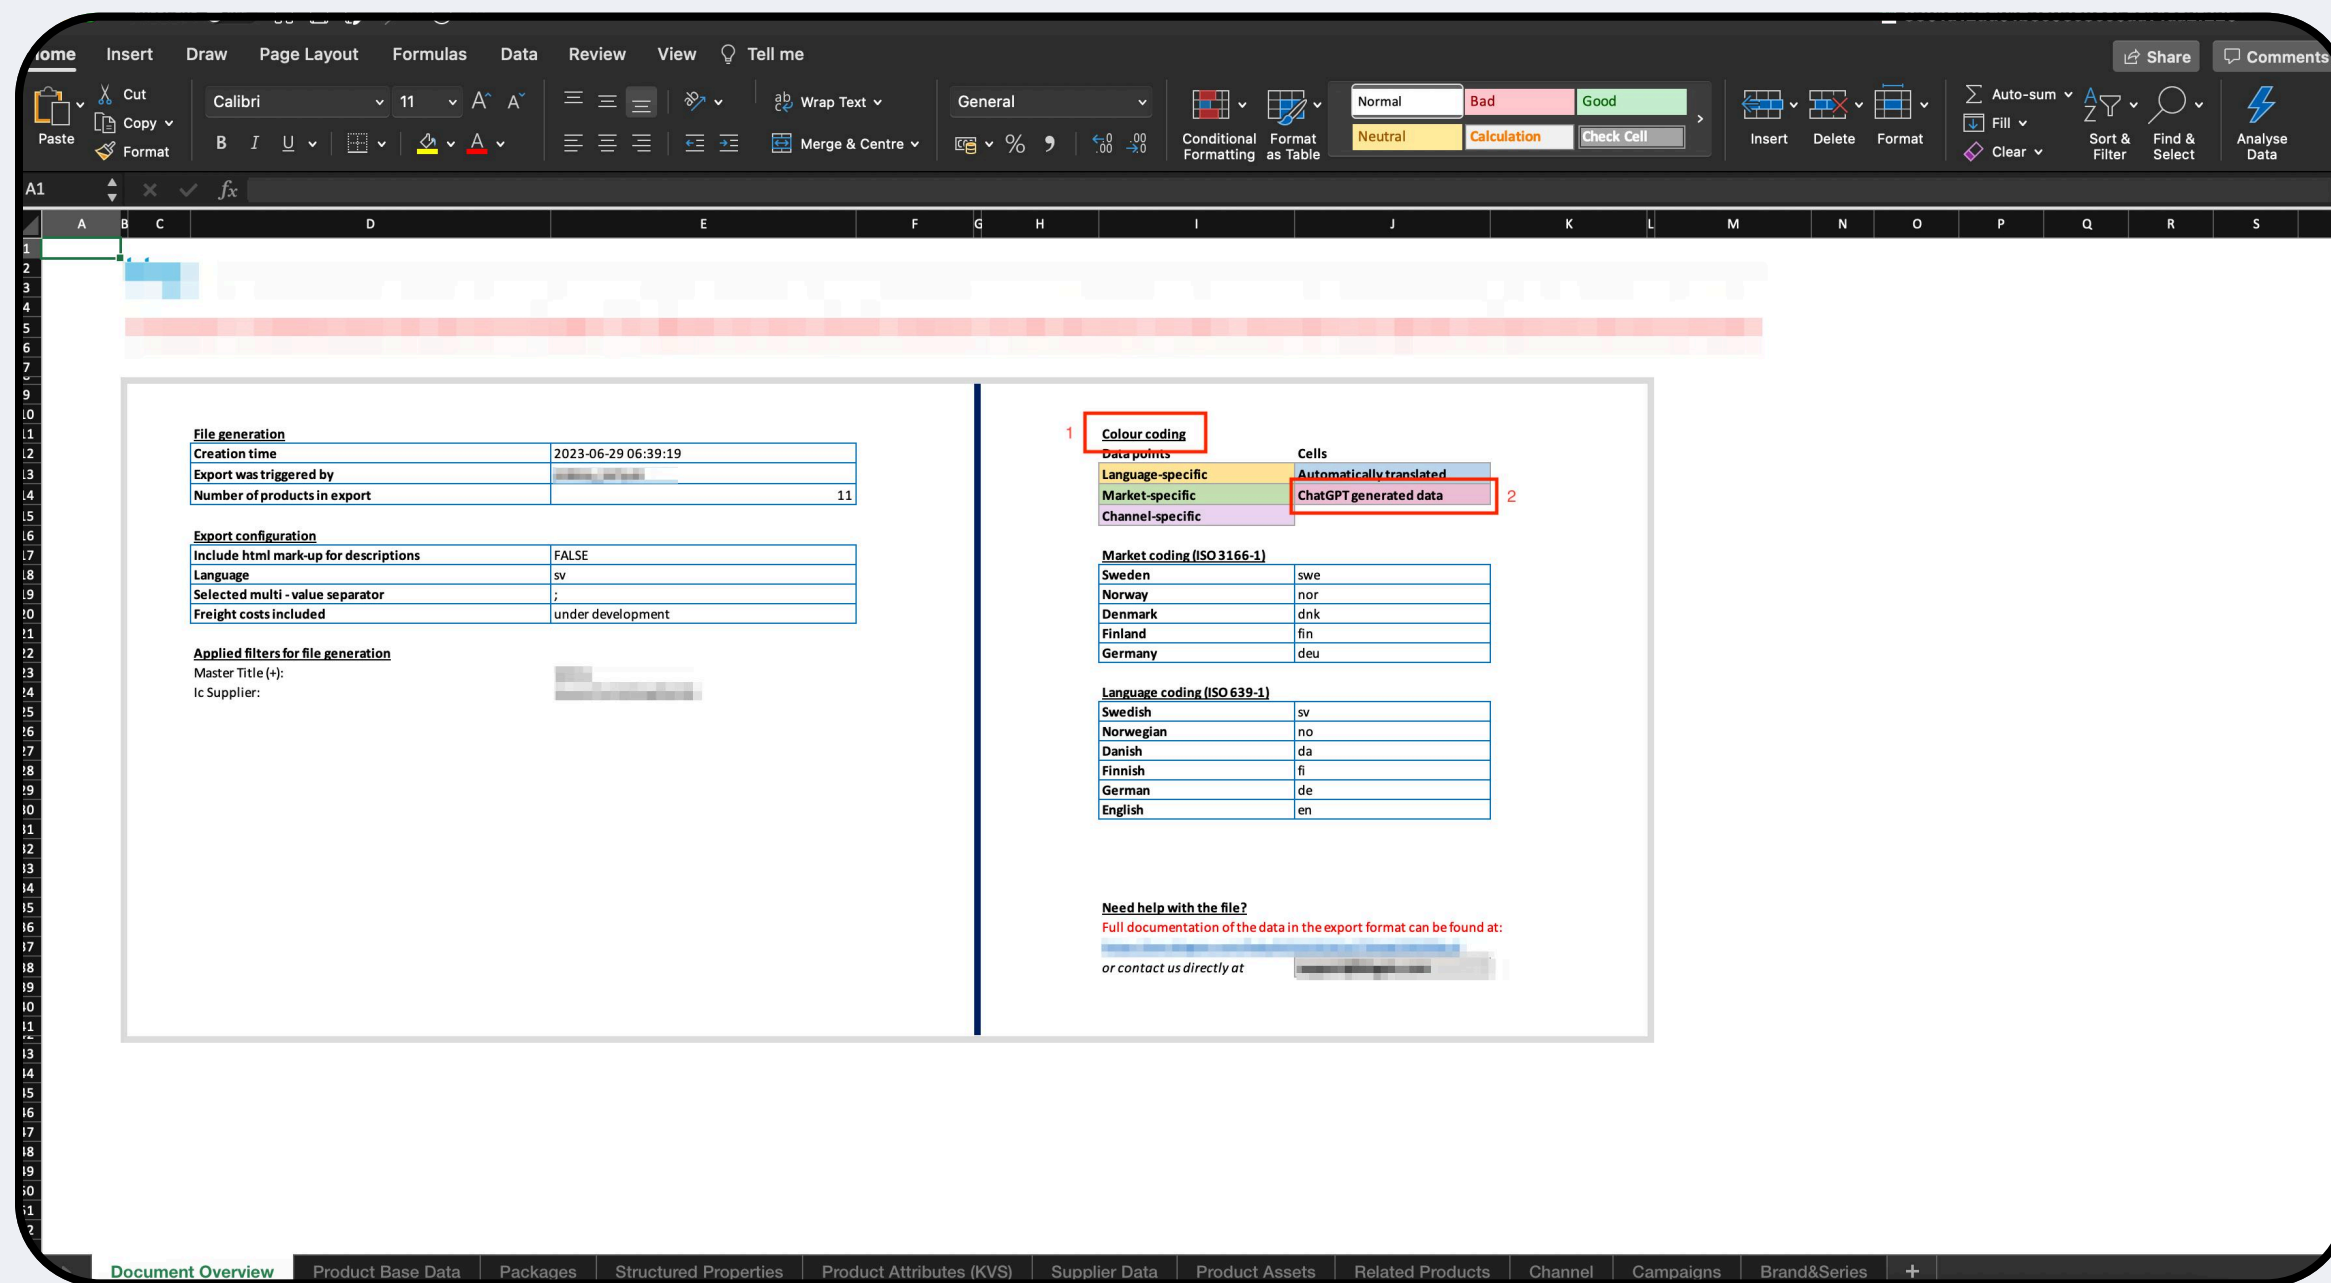 ome Insert Draw Page Layout Formulas Data Review View Tell me Share Comments
Paste Cut Copy Format
Calibri 11 A^ A˅
B I U A
ab Wrap Text
Merge & Centre
General
% 9 .00 .00 →.0
Conditional Formatting Format as Table
Normal Bad Good
Neutral Calculation Check Cell
Insert Delete Format
Auto-sum Fill Clear
Sort & Filter Find & Select
Analyse Data
A1 fx
A B C D E F G H I J K L M N O P Q R S
File generation
Creation time 2023-06-29 06:39:19
Export was triggered by
Number of products in export 11
Export configuration
Include html mark-up for descriptions FALSE
Language sv
Selected multi - value separator ;
Freight costs included under development
Applied filters for file generation
Master Title (+):
Ic Supplier:
1 Colour coding
Data points Cells
Language-specific Automatically translated
Market-specific ChatGPT generated data 2
Channel-specific
Market coding (ISO 3166-1)
Sweden swe
Norway nor
Denmark dnk
Finland fin
Germany deu
Language coding (ISO 639-1)
Swedish sv
Norwegian no
Danish da
Finnish fi
German de
English en
Need help with the file?
Full documentation of the data in the export format can be found at:
or contact us directly at
Document Overview Product Base Data Packages Structured Properties Product Attributes (KVS) Supplier Data Product Assets Related Products Channel Campaigns Brand&Series +